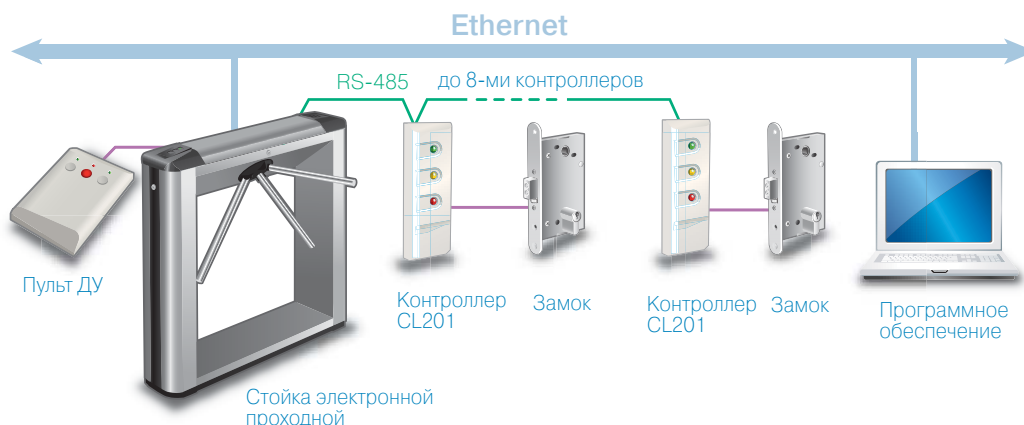 Ethernet
RS-485
до 8-ми контроллеров
Пульт ДУ
Контроллер
CL201
Замок
Контроллер
CL201
Замок
Программное
обеспечение
Стойка электронной
проходной